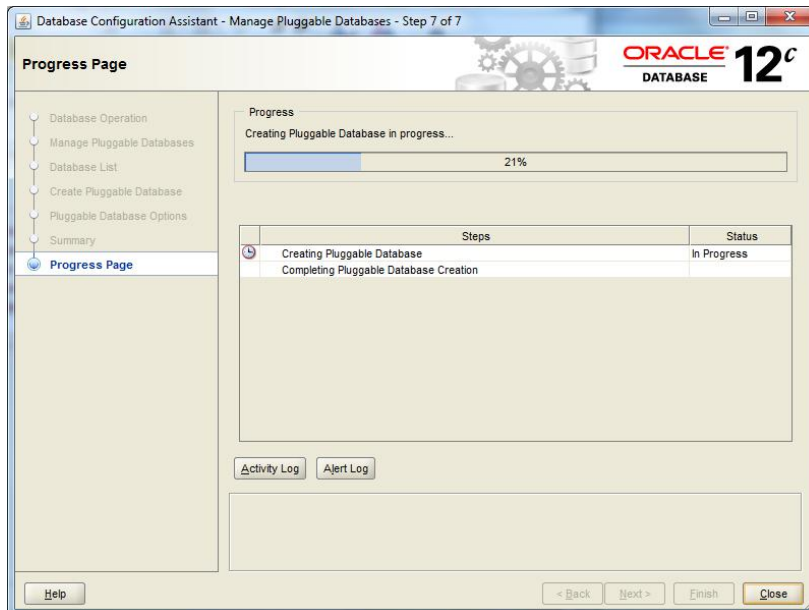 Database Configuration Assistant - Manage Pluggable Databases - Step 7 of 7
Progress Page
ORACLE
DATABASE
12c
Database Operation
Manage Pluggable Databases
Database List
Create Pluggable Database
Pluggable Database Options
Summary
Progress Page
Progress
Creating Pluggable Database in progress...
21%
Steps Status
Creating Pluggable Database In Progress
Completing Pluggable Database Creation
Activity Log Alert Log
Help < Back Next > Finish Close